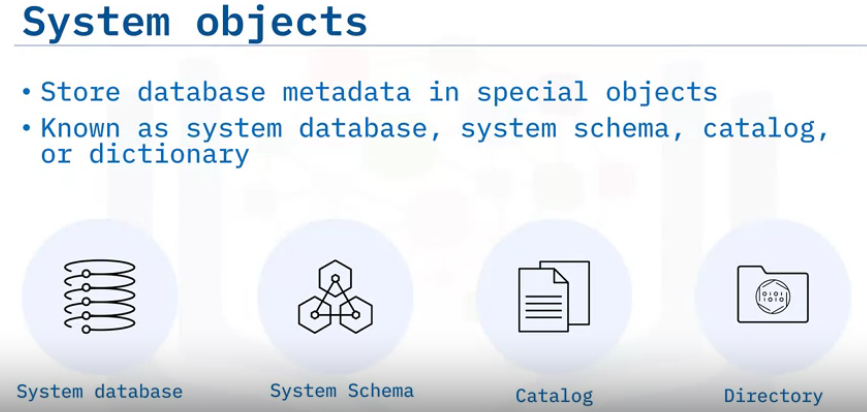 System objects
• Store database metadata in special objects
• Known as system database, system schema, catalog,
or dictionary
System database
System Schema
Catalog
Directory